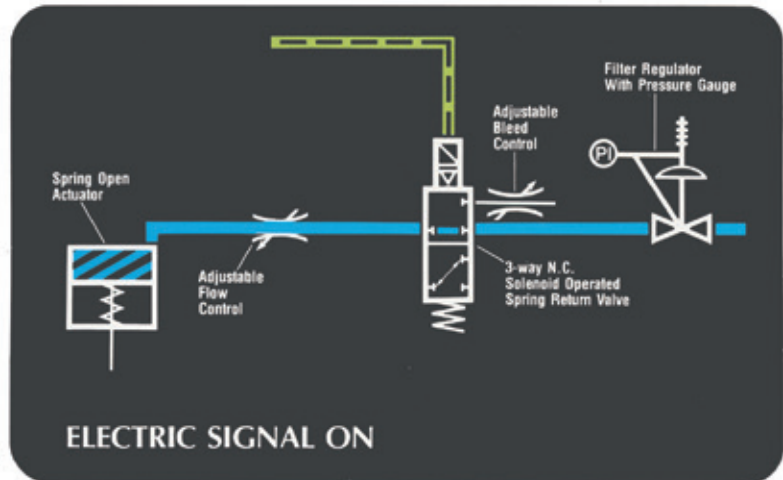 Filter Regulator
With Pressure Gauge
Adjustable
Bleed
Control
PI
Spring Open
Actuator
Adjustable
Flow
Control
3-way N.C.
Solenoid Operated
Spring Return Valve
ELECTRIC SIGNAL ON